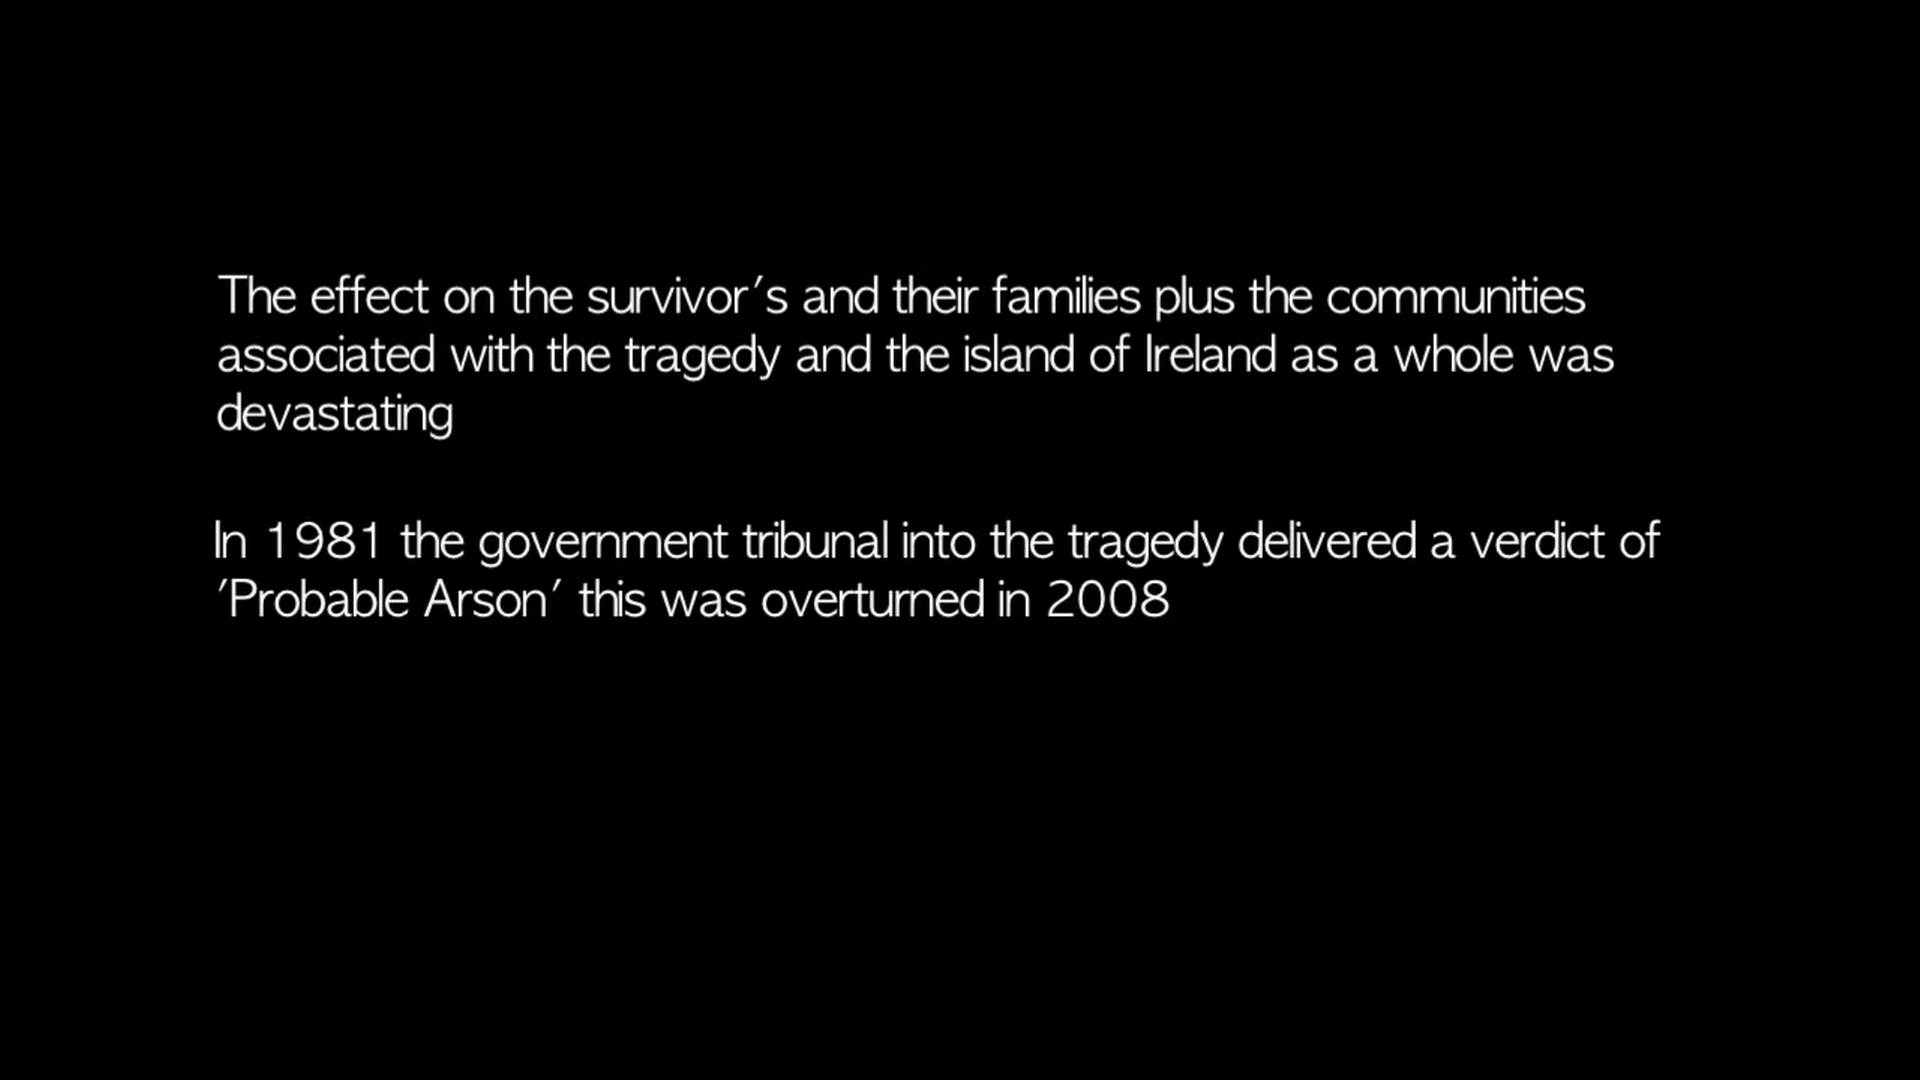 The effect on the survivor's and their families plus the communities
associated with the tragedy and the island of Ireland as a whole was
devastating
In 1981 the government tribunal into the tragedy delivered a verdict of
'Probable Arson' this was overturned in 2008